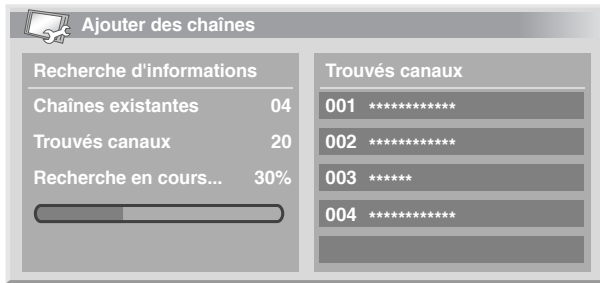 Ajouter des chaînes
Recherche d'informations
Chaînes existantes 04
Trouvés canaux 20
Recherche en cours... 30%
Trouvés canaux
001 ************
002 ************
003 ******
004 ************